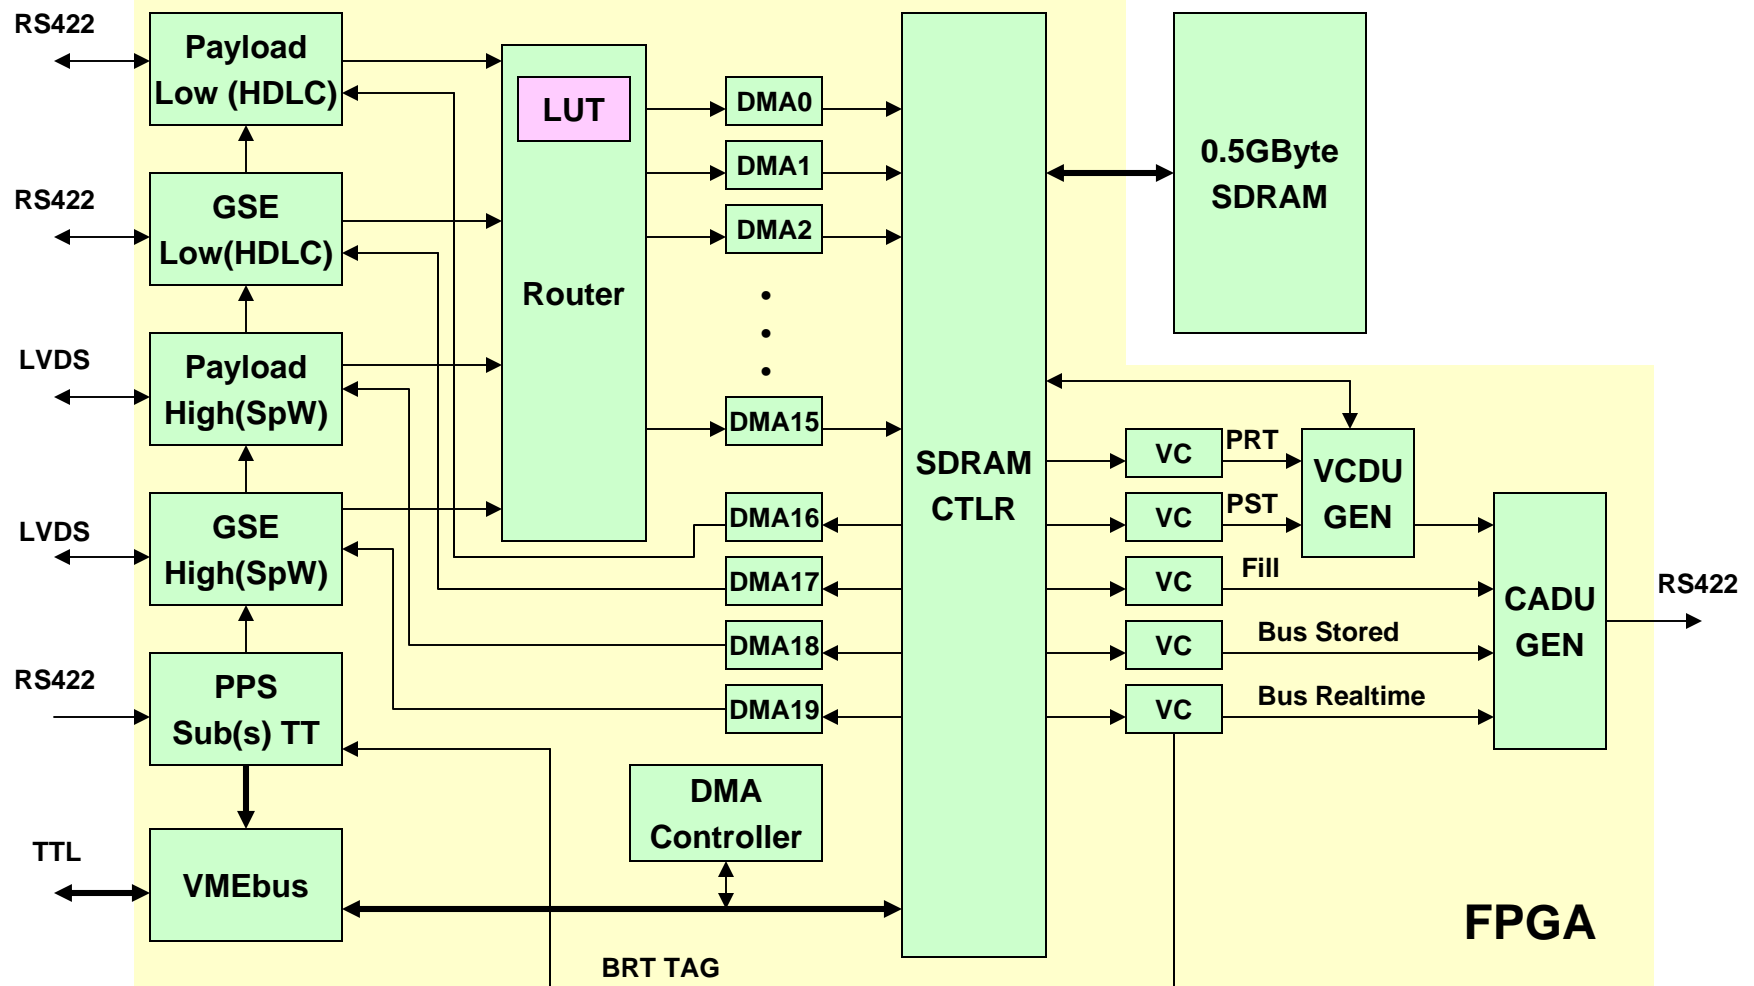 RS422
Payload
Low (HDLC)
RS422
GSE
Low(HDLC)
LVDS
Payload
High(SpW)
LVDS
GSE
High(SpW)
RS422
PPS
Sub(s) TT
TTL
VMEbus
LUT
Router
DMA0
DMA1
DMA2
DMA15
DMA16
DMA17
DMA18
DMA19
DMA
Controller
BRT TAG
SDRAM
CTLR
0.5GByte
SDRAM
VC
PRT
VC
PST
VC
Fill
VC
Bus Stored
VC
Bus Realtime
VCDU
GEN
CADU
GEN
RS422
FPGA